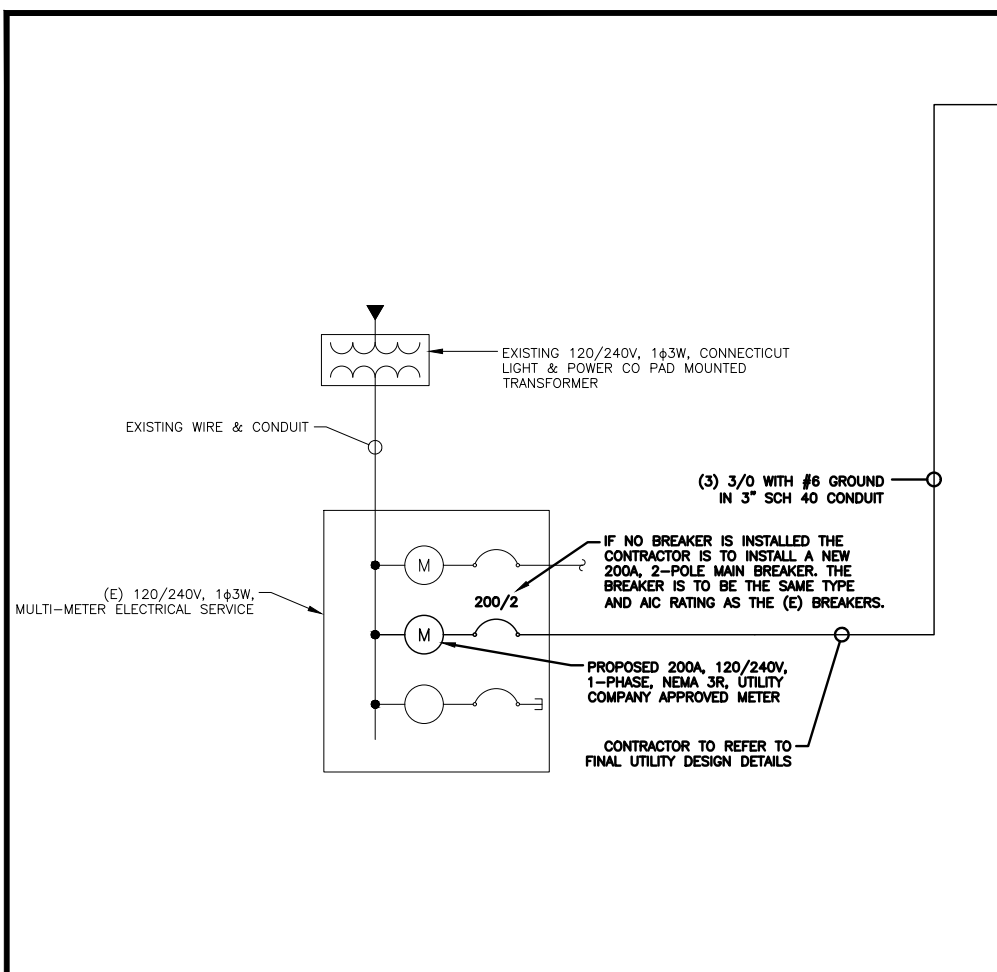 EXISTING 120/240V, 1ϕ3W, CONNECTICUT
LIGHT & POWER CO PAD MOUNTED
TRANSFORMER
EXISTING WIRE & CONDUIT
(3) 3/0 WITH #6 GROUND
IN 3" SCH 40 CONDUIT
IF NO BREAKER IS INSTALLED THE
CONTRACTOR IS TO INSTALL A NEW
200A, 2-POLE MAIN BREAKER. THE
BREAKER IS TO BE THE SAME TYPE
AND AIC RATING AS THE (E) BREAKERS.
M
(E) 120/240V, 1ϕ3W,
MULTI-METER ELECTRICAL SERVICE
200/2
M
PROPOSED 200A, 120/240V,
1-PHASE, NEMA 3R, UTILITY
COMPANY APPROVED METER
CONTRACTOR TO REFER TO
FINAL UTILITY DESIGN DETAILS